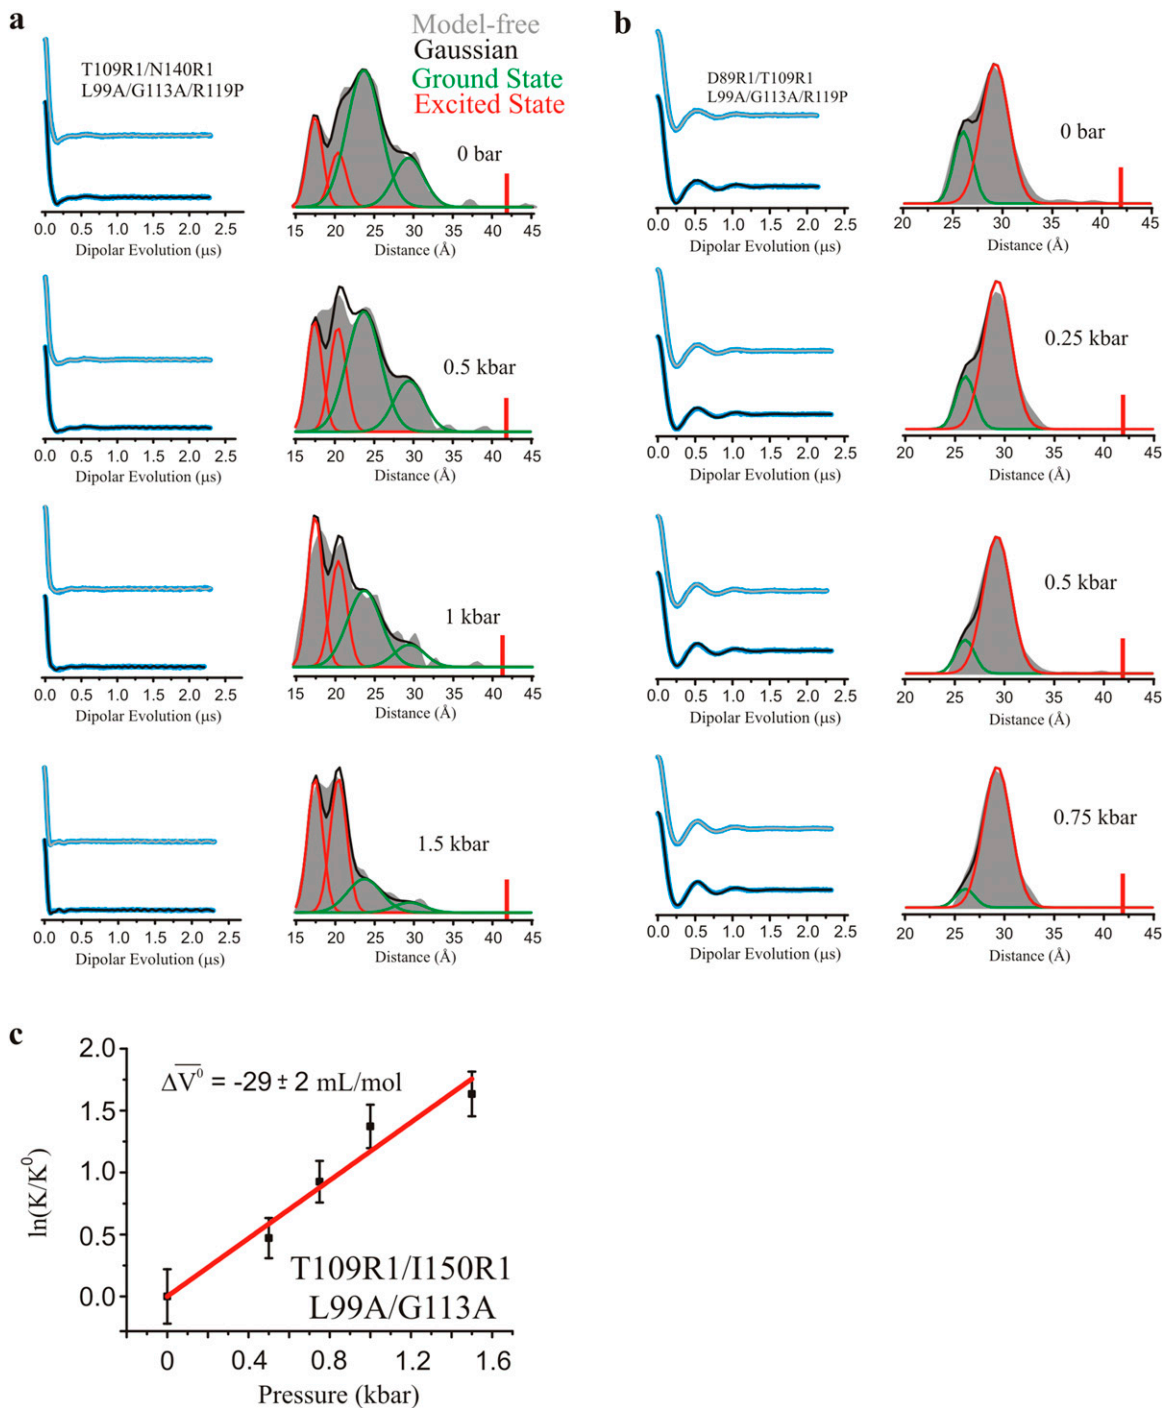 a
T109R1/N140R1
L99A/G113A/R119P
Model-free
Gaussian
Ground State
Excited State
0 bar
0.0 0.5 1.0 1.5 2.0 2.5
Dipolar Evolution (µs)
15 20 25 30 35 40 45
Distance (Å)
0.5 kbar
0.0 0.5 1.0 1.5 2.0 2.5
Dipolar Evolution (µs)
15 20 25 30 35 40 45
Distance (Å)
1 kbar
0.0 0.5 1.0 1.5 2.0 2.5
Dipolar Evolution (µs)
15 20 25 30 35 40 45
Distance (Å)
1.5 kbar
0.0 0.5 1.0 1.5 2.0 2.5
Dipolar Evolution (µs)
15 20 25 30 35 40 45
Distance (Å)
b
D89R1/T109R1
L99A/G113A/R119P
0 bar
0.0 0.5 1.0 1.5 2.0 2.5
Dipolar Evolution (µs)
20 25 30 35 40 45
Distance (Å)
0.25 kbar
0.0 0.5 1.0 1.5 2.0 2.5
Dipolar Evolution (µs)
20 25 30 35 40 45
Distance (Å)
0.5 kbar
0.0 0.5 1.0 1.5 2.0 2.5
Dipolar Evolution (µs)
20 25 30 35 40 45
Distance (Å)
0.75 kbar
0.0 0.5 1.0 1.5 2.0 2.5
Dipolar Evolution (µs)
20 25 30 35 40 45
Distance (Å)
c
ΔV̅⁰ = -29 ± 2 mL/mol
2.0
1.5
1.0
0.5
0.0
ln(K/K⁰)
T109R1/I150R1
L99A/G113A
0 0.4 0.8 1.2 1.6
Pressure (kbar)